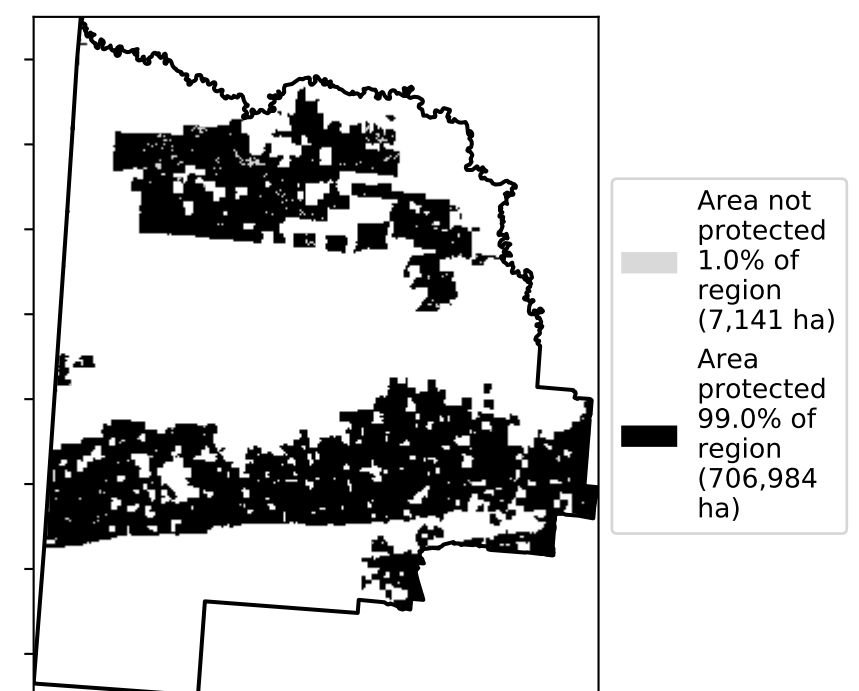 Area not
protected
1.0% of
region
(7,141 ha)
Area
protected
99.0% of
region
(706,984
ha)